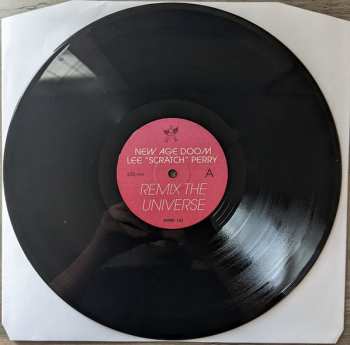 NEW AGE DOOM
LEE "SCRATCH" PERRY
A
REMIX THE
UNIVERSE